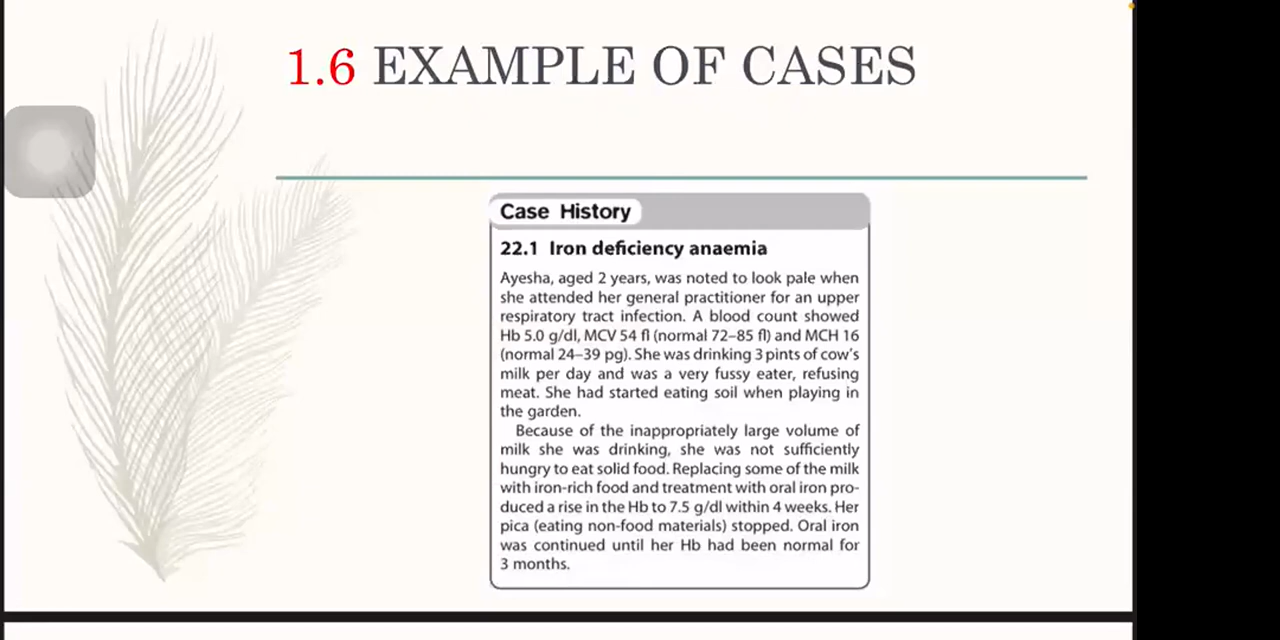 1.6 EXAMPLE OF CASES
Case History
22.1 Iron deficiency anaemia
Ayesha, aged 2 years, was noted to look pale when
she attended her general practitioner for an upper
respiratory tract infection. A blood count showed
Hb 5.0 g/dl, MCV 54 fl (normal 72–85 fl) and MCH 16
(normal 24–39 pg). She was drinking 3 pints of cow's
milk per day and was a very fussy eater, refusing
meat. She had started eating soil when playing in
the garden.
Because of the inappropriately large volume of
milk she was drinking, she was not sufficiently
hungry to eat solid food. Replacing some of the milk
with iron-rich food and treatment with oral iron pro-
duced a rise in the Hb to 7.5 g/dl within 4 weeks. Her
pica (eating non-food materials) stopped. Oral iron
was continued until her Hb had been normal for
3 months.